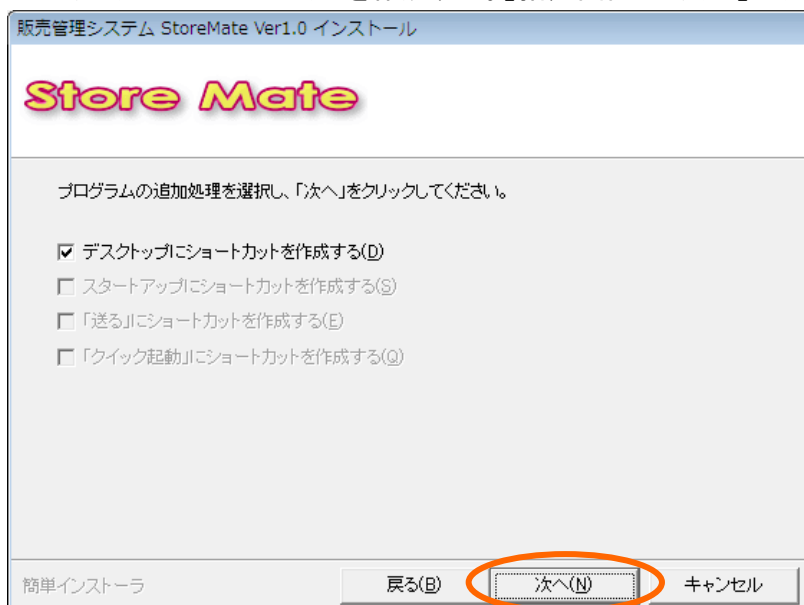 販売管理システム StoreMate Ver1.0 インストール
Store Mate
プログラムの追加処理を選択し、「次へ」をクリックしてください。
デスクトップにショートカットを作成する(D)
スタートアップにショートカットを作成する(S)
「送る」にショートカットを作成する(E)
「クイック起動」にショートカットを作成する(Q)
簡単インストーラ
戻る(B)
次へ(N)
キャンセル